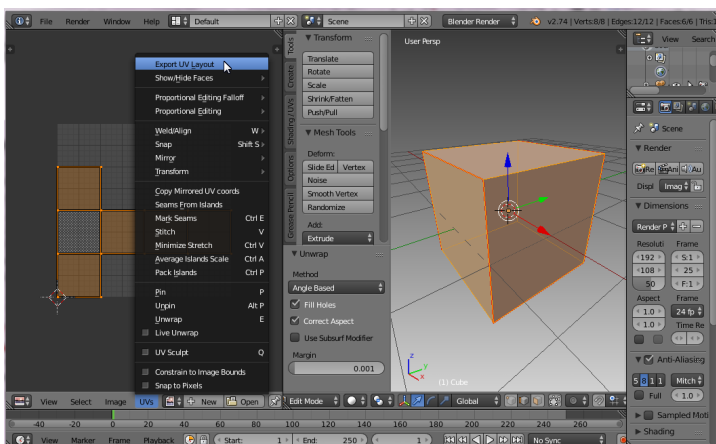 File Render Window Help Default Scene Blender Render v2.74 | Verts:8/8 | Edges:12/12 | Faces:6/6 | Tris:1
View Search
Export UV Layout
Show/Hide Faces
Proportional Editing Falloff
Proportional Editing
Weld/Align W
Snap Shift S
Mirror
Transform
Copy Mirrored UV coords
Seams From Islands
Mark Seams Ctrl E
Stitch V
Minimize Stretch Ctrl V
Average Islands Scale Ctrl A
Pack Islands Ctrl P
Pin P
Unpin Alt P
Unwrap E
Live Unwrap
UV Sculpt Q
Constrain to Image Bounds
Snap to Pixels
Tools
Create
Shading / UVs
Options
Grease Pencil
Transform
Translate
Rotate
Scale
Shrink/Fatten
Push/Pull
Mesh Tools
Deform:
Slide Ed Vertex
Noise
Smooth Vertex
Randomize
Add:
Extrude
Unwrap
Method
Angle Based
Fill Holes
Correct Aspect
Use Subsurf Modifier
Margin
0.001
User Persp
z
y
x
(1) Cube
Scene
Render
Re Ani Au
Displ Imag
Dimensions
Render P
Resoluti Frame
192 S:1
108 25
50 F:1
Aspect Frame
1.0 24 fp
1.0 Time Re
Anti-Aliasing
5 8 1 1 Mitch
Full 1.0
Sampled Moti
Shading
View Select Image UVs New Open Edit Mode Global
-40 -20 0 20 40 60 80 100 120 140 160 180 200 220 240 260
View Marker Frame Playback Start: 1 End: 250 1 No Sync